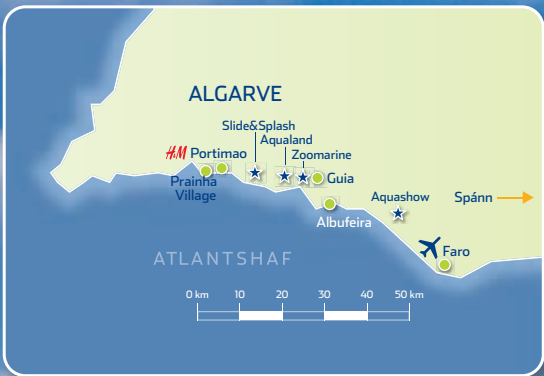 ALGARVE
Slide&Splash
Aqualand
Zoomarine
H&M Portimao
Prainha
Village
Guia
Albufeira
Aquashow
Spánn
Faro
ATLANTSHAF
0 km 10 20 30 40 50 km